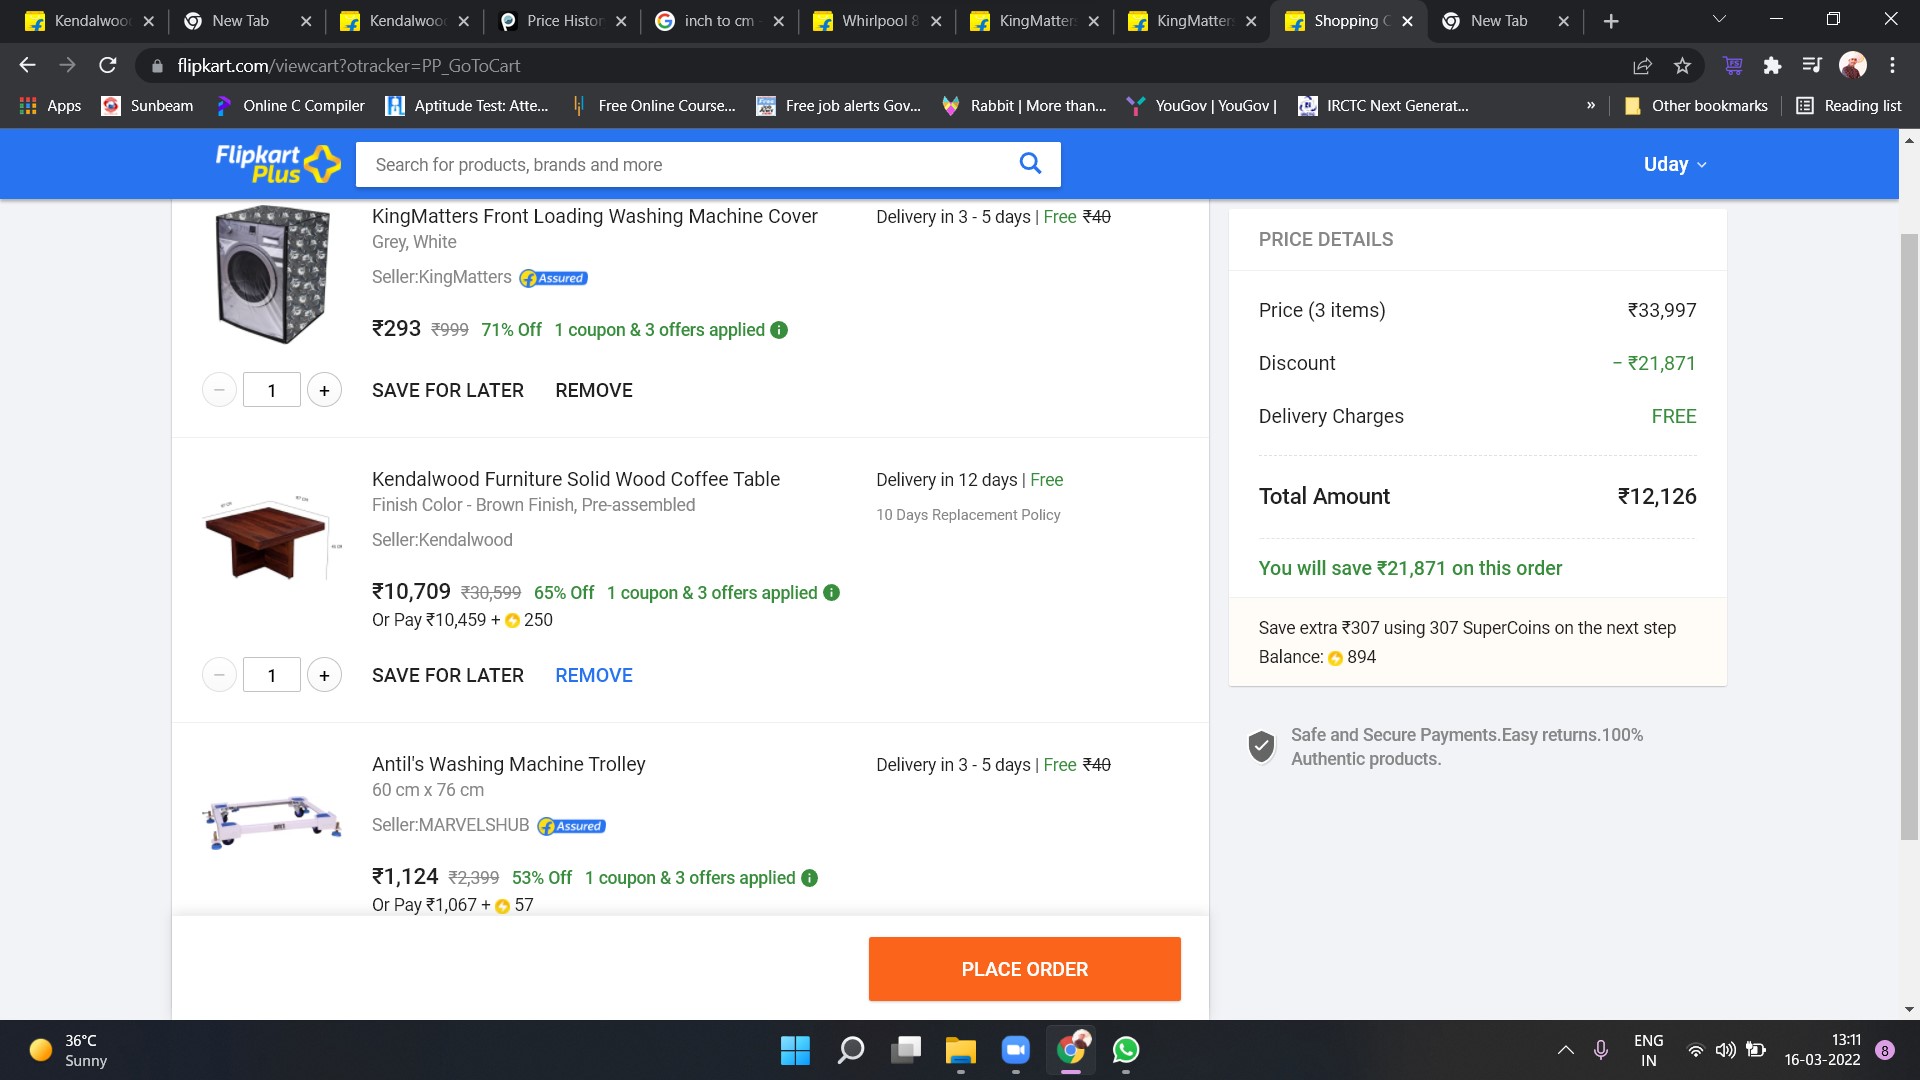 Kendalwoo
New Tab
Kendalwoo
Price Histor
inch to cm
Whirlpool 8
KingMatter
KingMatter
Shopping C
New Tab
flipkart.com/viewcart?otracker=PP_GoToCart
Apps
Sunbeam
Online C Compiler
Aptitude Test: Atte...
Free Online Course...
Free job alerts Gov...
Rabbit | More than...
YouGov | YouGov |
IRCTC Next Generat...
»
Other bookmarks
Reading list
Flipkart
Plus
Search for products, brands and more
Uday
KingMatters Front Loading Washing Machine Cover
Grey, White
Seller:KingMatters Assured
₹293 ₹999 71% Off 1 coupon & 3 offers applied
Delivery in 3 - 5 days | Free ₹40
− 1 + SAVE FOR LATER REMOVE
Kendalwood Furniture Solid Wood Coffee Table
Finish Color - Brown Finish, Pre-assembled
Seller:Kendalwood
₹10,709 ₹30,599 65% Off 1 coupon & 3 offers applied
Or Pay ₹10,459 + 250
Delivery in 12 days | Free
10 Days Replacement Policy
− 1 + SAVE FOR LATER REMOVE
Antil's Washing Machine Trolley
60 cm x 76 cm
Seller:MARVELSHUB Assured
₹1,124 ₹2,399 53% Off 1 coupon & 3 offers applied
Or Pay ₹1,067 + 57
Delivery in 3 - 5 days | Free ₹40
PLACE ORDER
PRICE DETAILS
Price (3 items) ₹33,997
Discount − ₹21,871
Delivery Charges FREE
Total Amount ₹12,126
You will save ₹21,871 on this order
Save extra ₹307 using 307 SuperCoins on the next step
Balance: 894
Safe and Secure Payments.Easy returns.100%
Authentic products.
36°C
Sunny
ENG
IN
13:11
16-03-2022
8